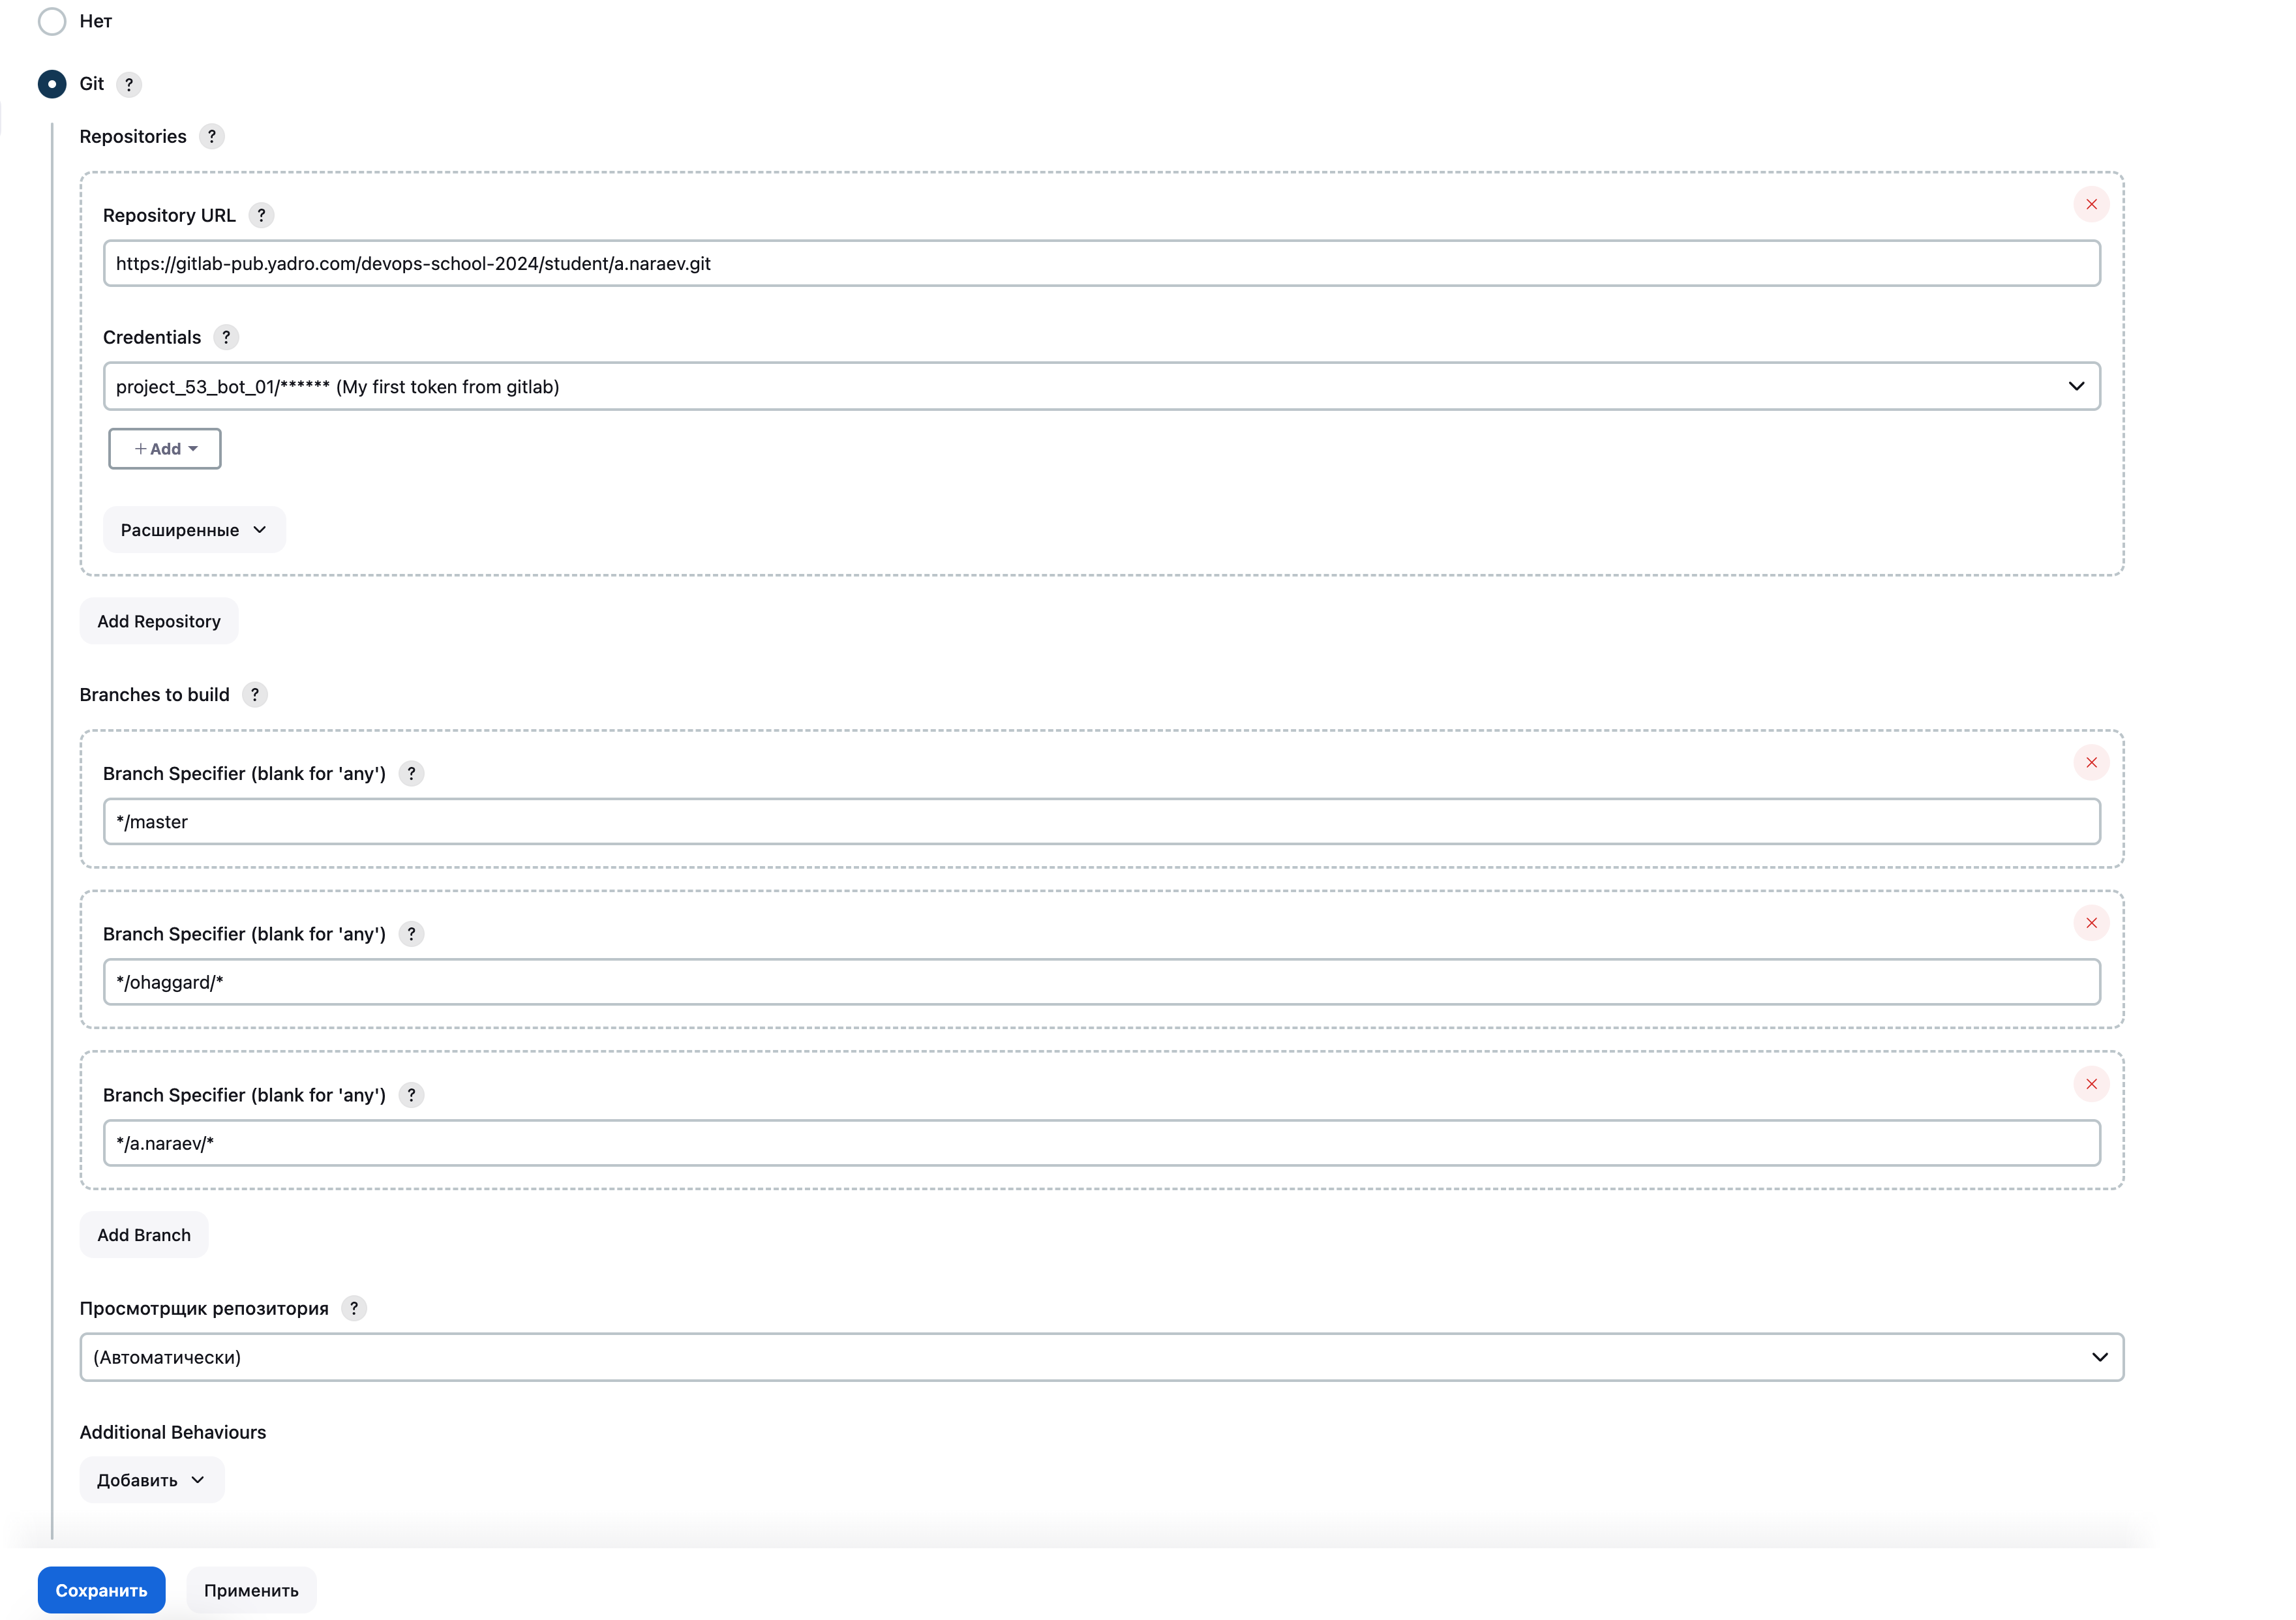 Нет
Git ?
Repositories ?
Repository URL ?
https://gitlab-pub.yadro.com/devops-school-2024/student/a.naraev.git
Credentials ?
project_53_bot_01/****** (My first token from gitlab)
+ Add
Расширенные
Add Repository
Branches to build ?
Branch Specifier (blank for 'any') ?
*/master
Branch Specifier (blank for 'any') ?
*/ohaggard/*
Branch Specifier (blank for 'any') ?
*/a.naraev/*
Add Branch
Просмотрщик репозитория ?
(Автоматически)
Additional Behaviours
Добавить
Сохранить Применить